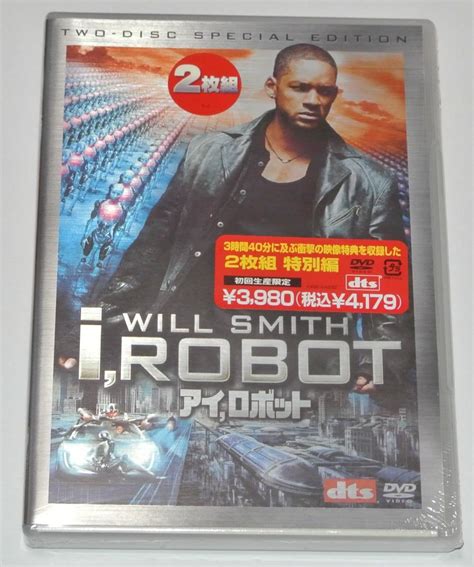 TWO-DISC SPECIAL EDITION
2枚組
3時間40分に及ぶ衝撃の映像特典を収録した
2枚組 特別編
DVD
初回生産限定
dts
¥3,980(税込¥4,179)
WILL SMITH
i,ROBOT
アイ,ロボット
dts
DVD
VIDEO